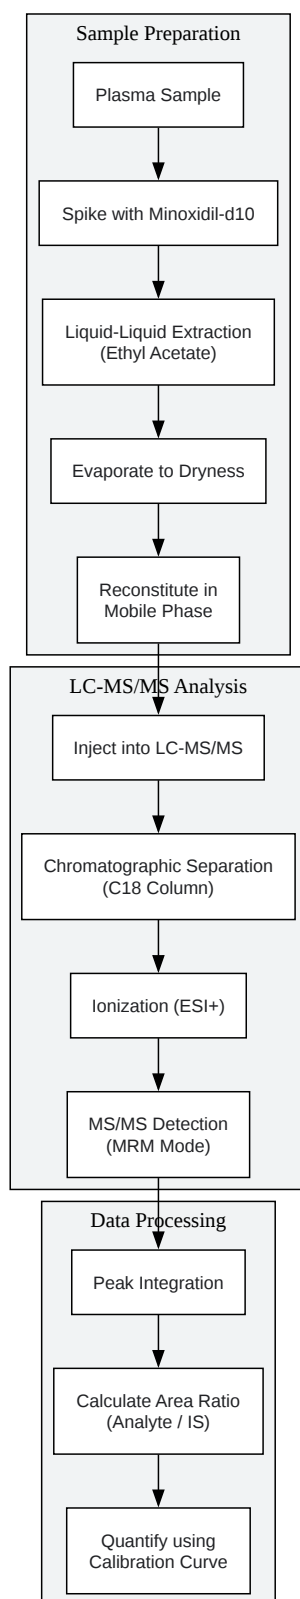 Sample Preparation
Plasma Sample
Spike with Minoxidil-d10
Liquid-Liquid Extraction
(Ethyl Acetate)
Evaporate to Dryness
Reconstitute in
Mobile Phase
LC-MS/MS Analysis
Inject into LC-MS/MS
Chromatographic Separation
(C18 Column)
Ionization (ESI+)
MS/MS Detection
(MRM Mode)
Data Processing
Peak Integration
Calculate Area Ratio
(Analyte / IS)
Quantify using
Calibration Curve